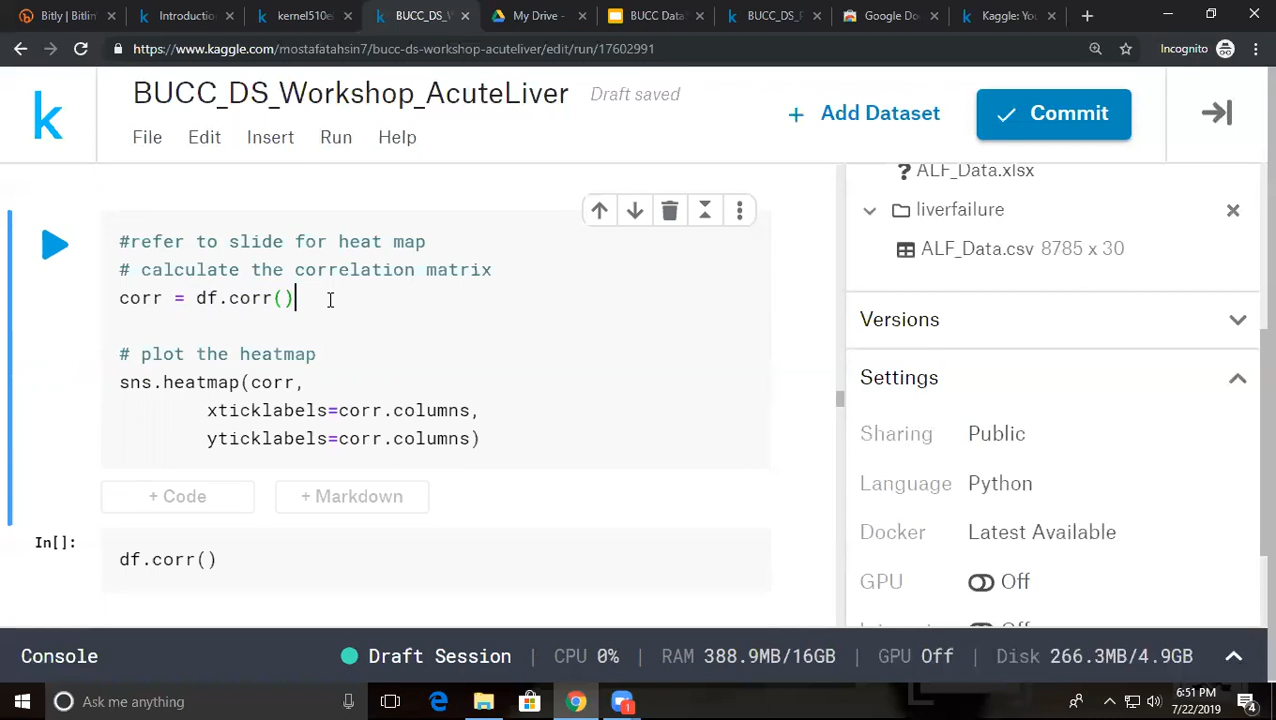 Bitly | Bitlin
Introduction
kernel510ei
BUCC_DS_W
My Drive -
BUCC Data
BUCC_DS_F
Google Do
Kaggle: Yo
https://www.kaggle.com/mostafatahsin7/bucc-ds-workshop-acuteliver/edit/run/17602991
Incognito
k
BUCC_DS_Workshop_AcuteLiver
Draft saved
File Edit Insert Run Help
+ Add Dataset
Commit
? ALF_Data.xlsx
liverfailure
ALF_Data.csv 8785 x 30
Versions
Settings
Sharing Public
Language Python
Docker Latest Available
GPU Off
#refer to slide for heat map
# calculate the correlation matrix
corr = df.corr()
# plot the heatmap
sns.heatmap(corr,
xticklabels=corr.columns,
yticklabels=corr.columns)
+ Code
+ Markdown
In[]:
df.corr()
Console
Draft Session | CPU 0% | RAM 388.9MB/16GB | GPU Off | Disk 266.3MB/4.9GB
Ask me anything
6:51 PM
7/22/2019
4
1